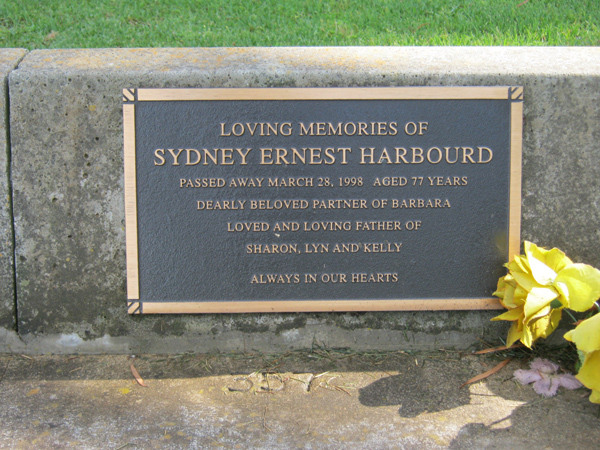 LOVING MEMORIES OF
SYDNEY ERNEST HARBOURD
PASSED AWAY MARCH 28, 1998 AGED 77 YEARS
DEARLY BELOVED PARTNER OF BARBARA
LOVED AND LOVING FATHER OF
SHARON, LYN AND KELLY
ALWAYS IN OUR HEARTS